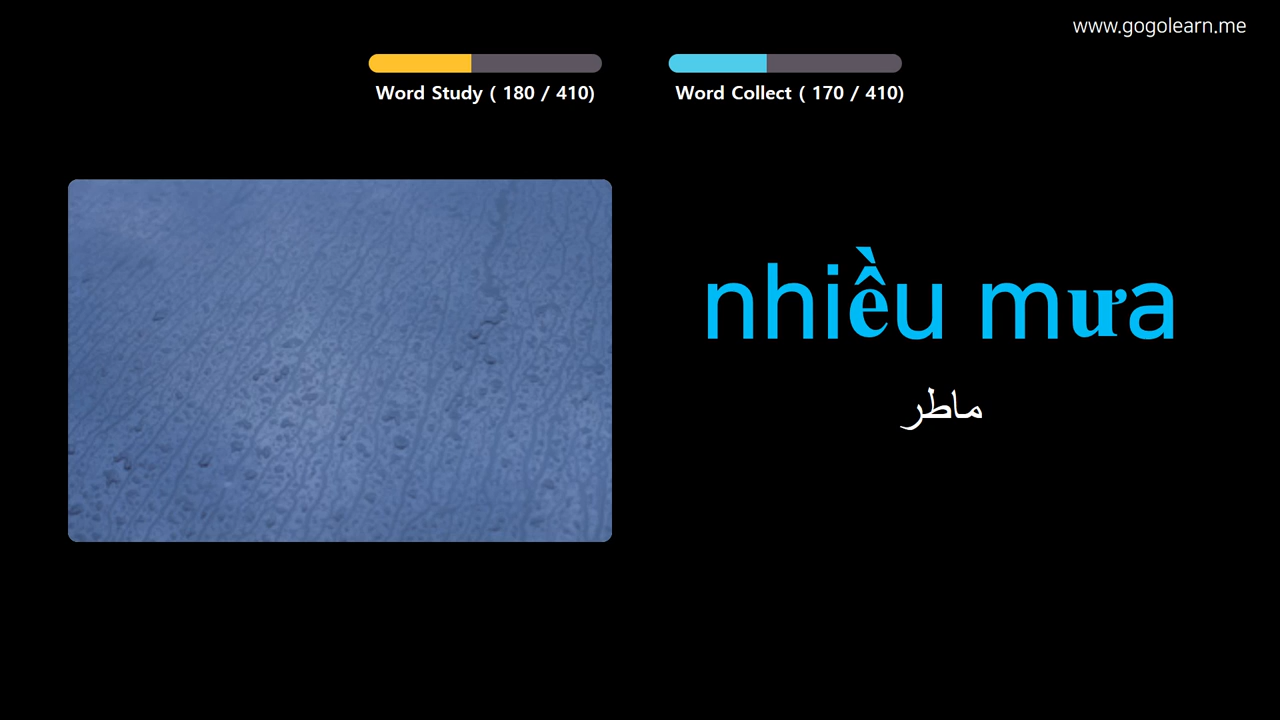 www.gogolearn.me
Word Study ( 180 / 410)
Word Collect ( 170 / 410)
nhiều mưa
ماطر